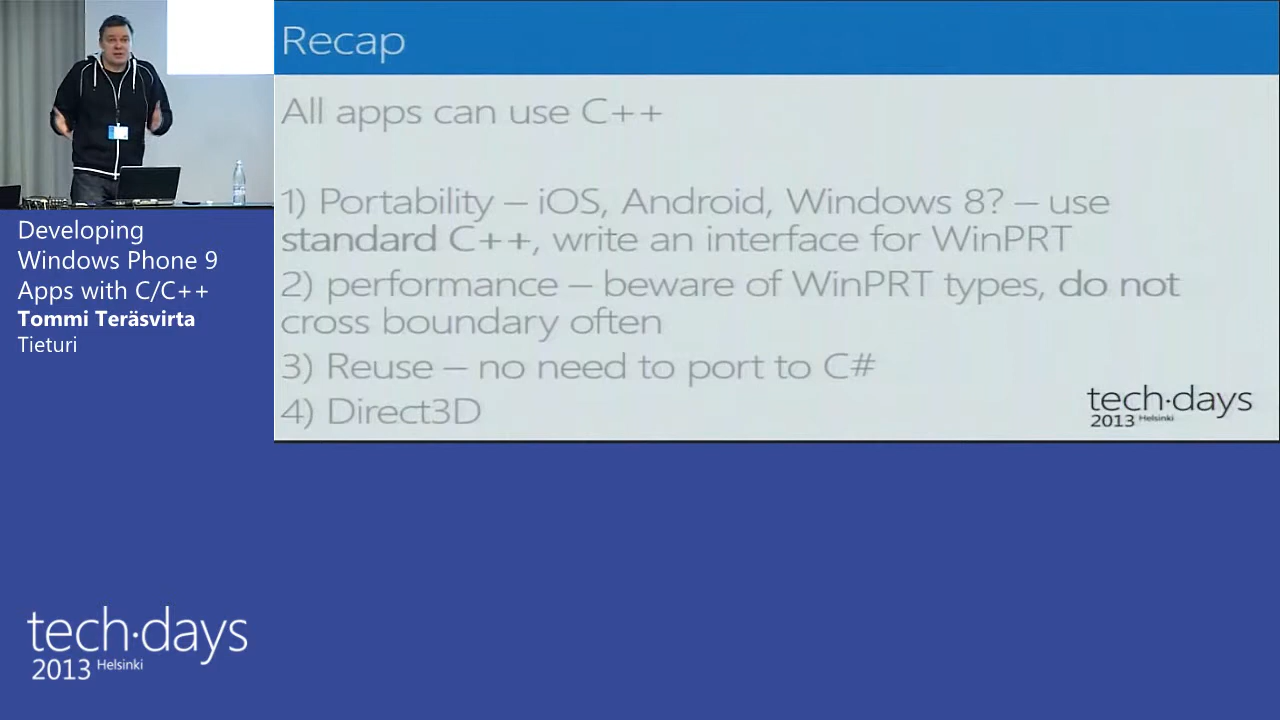 Recap
All apps can use C++
1) Portability – iOS, Android, Windows 8? – use
standard C++, write an interface for WinPRT
2) performance – beware of WinPRT types, do not
cross boundary often
3) Reuse – no need to port to C#
4) Direct3D
tech·days
2013 Helsinki
Developing
Windows Phone 9
Apps with C/C++
Tommi Teräsvirta
Tieturi
tech·days
2013 Helsinki